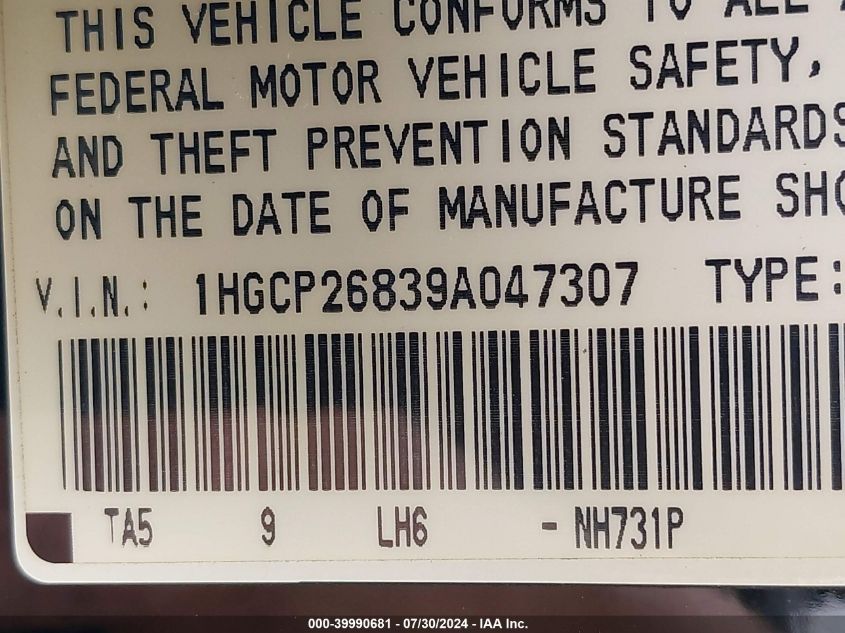 THIS VEHICLE CONFORMS TO ALL
FEDERAL MOTOR VEHICLE SAFETY,
AND THEFT PREVENTION STANDARDS
ON THE DATE OF MANUFACTURE SHO
V.I.N.: 1HGCP26839A047307 TYPE:
TA5 9 LH6 - NH731P
000-39990681 - 07/30/2024 - IAA Inc.